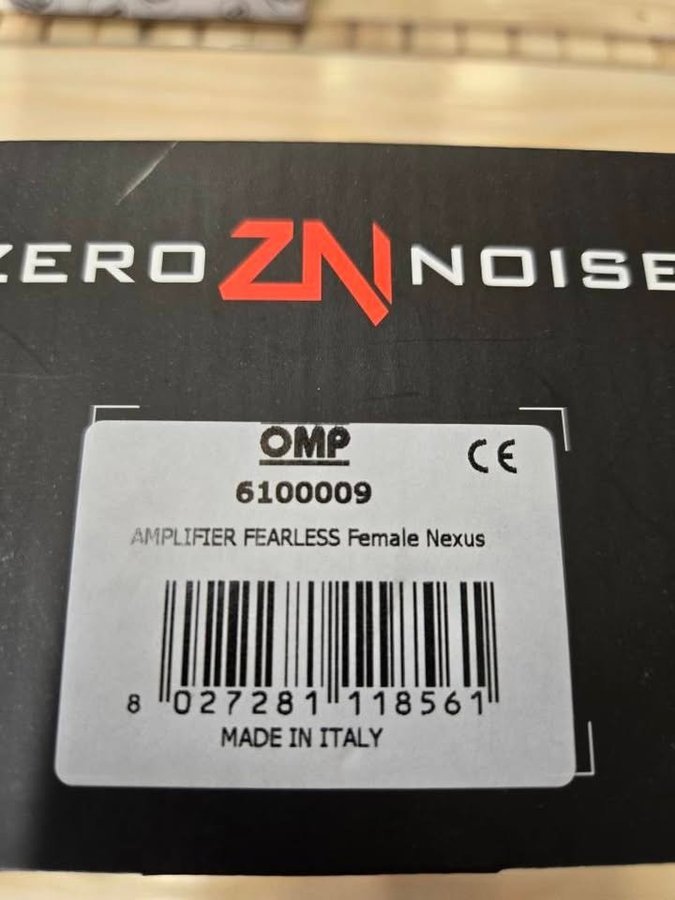 ZERO ZN NOISE
OMP
CE
6100009
AMPLIFIER FEARLESS Female Nexus
8 027281 118561
MADE IN ITALY